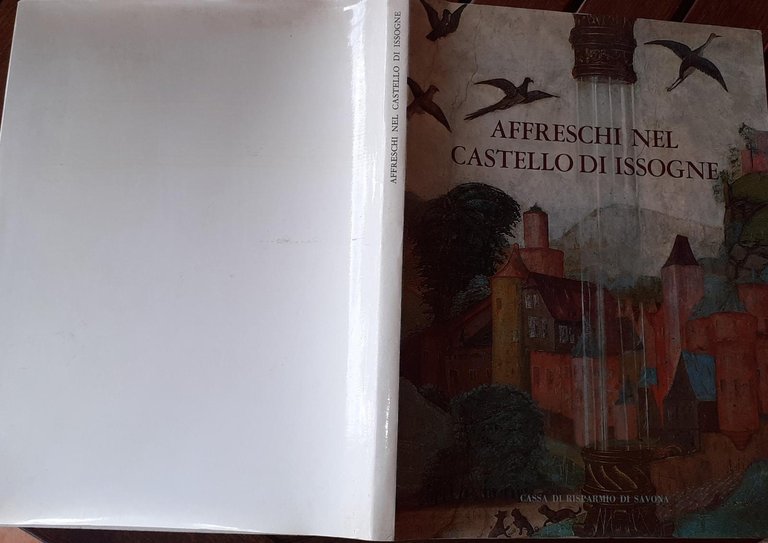 AFFRESCHI NEL CASTELLO DI ISSOGNE
AFFRESCHI NEL
CASTELLO DI ISSOGNE
CASSA DI RISPARMIO DI SAVONA